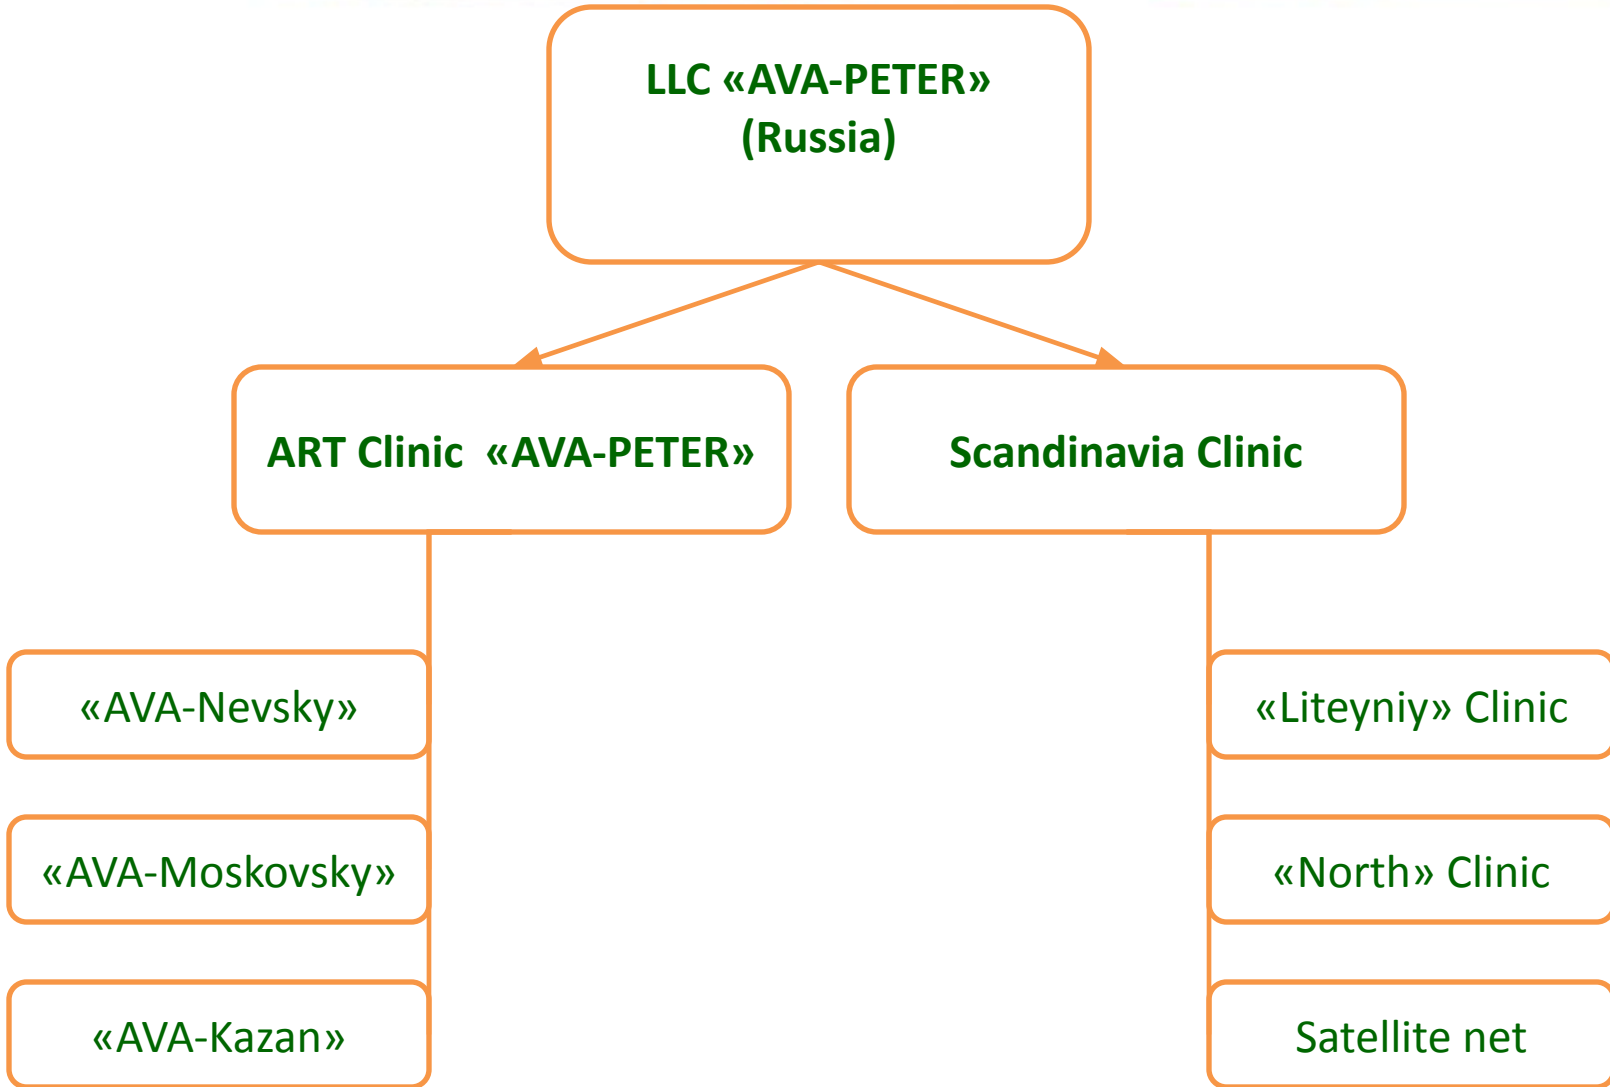 LLC «AVA-PETER»
(Russia)
ART Clinic «AVA-PETER»
Scandinavia Clinic
«AVA-Nevsky»
«Liteyniy» Clinic
«AVA-Moskovsky»
«North» Clinic
«AVA-Kazan»
Satellite net